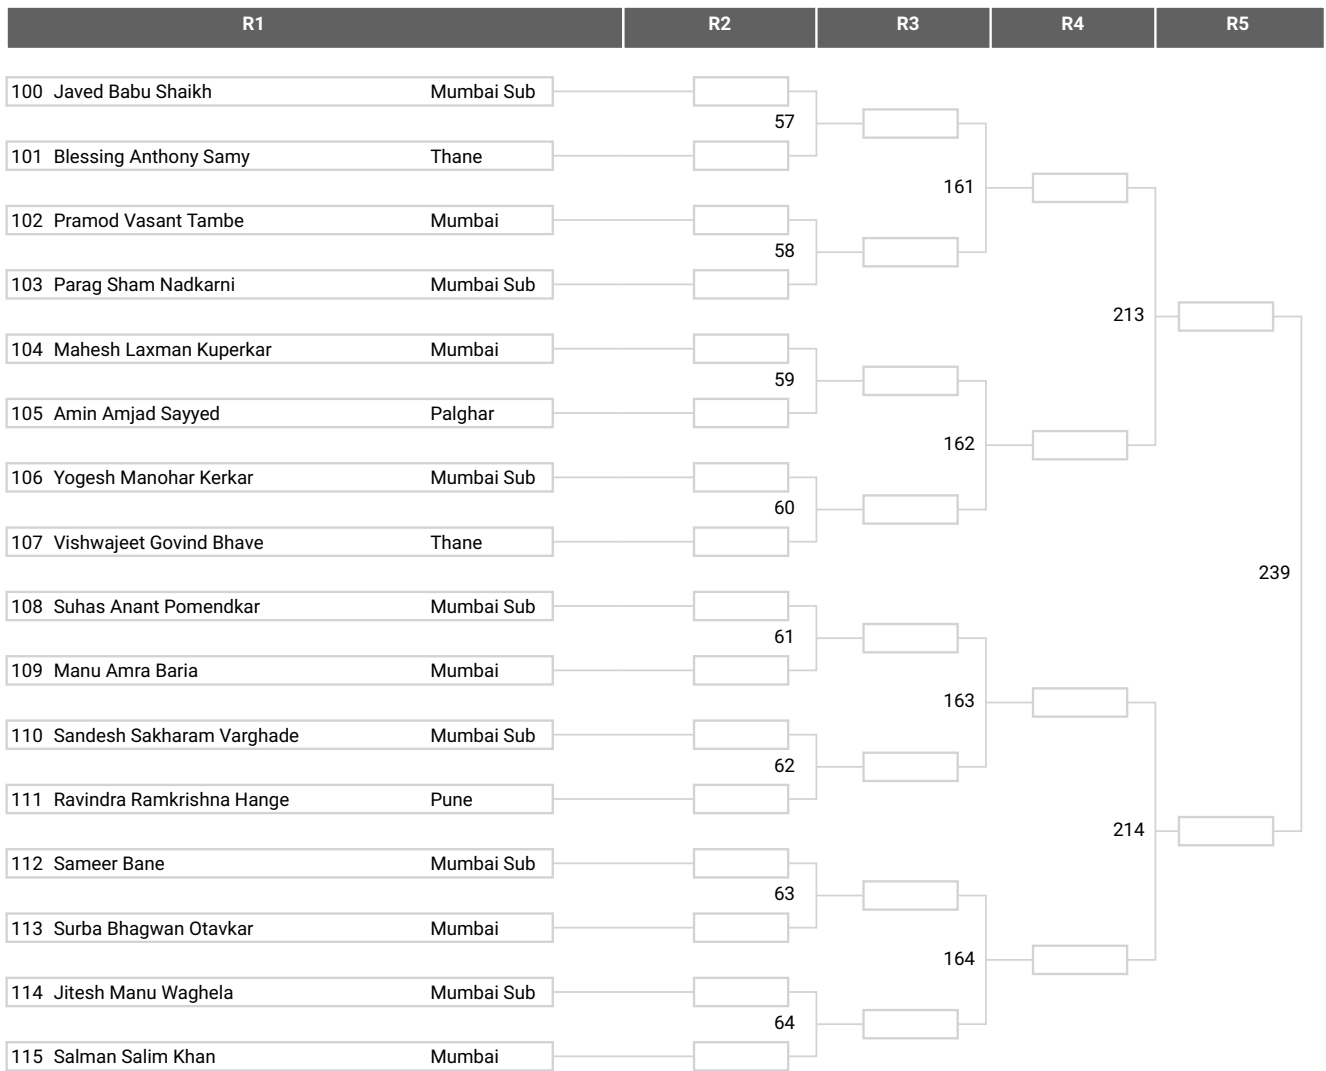 R1 R2 R3 R4 R5
100 Javed Babu Shaikh Mumbai Sub
57
101 Blessing Anthony Samy Thane
161
102 Pramod Vasant Tambe Mumbai
58
103 Parag Sham Nadkarni Mumbai Sub
213
104 Mahesh Laxman Kuperkar Mumbai
59
105 Amin Amjad Sayyed Palghar
162
106 Yogesh Manohar Kerkar Mumbai Sub
60
107 Vishwajeet Govind Bhave Thane
239
108 Suhas Anant Pomendkar Mumbai Sub
61
109 Manu Amra Baria Mumbai
163
110 Sandesh Sakharam Varghade Mumbai Sub
62
111 Ravindra Ramkrishna Hange Pune
214
112 Sameer Bane Mumbai Sub
63
113 Surba Bhagwan Otavkar Mumbai
164
114 Jitesh Manu Waghela Mumbai Sub
64
115 Salman Salim Khan Mumbai